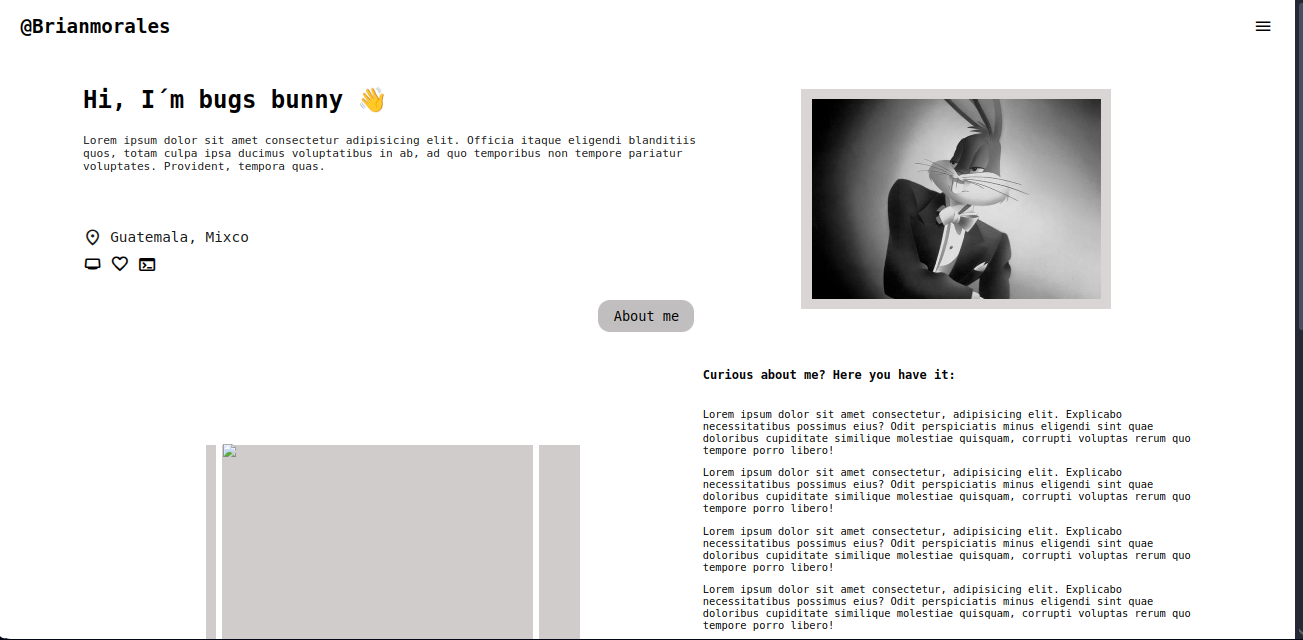 @Brianmorales
Hi, I´m bugs bunny 👋
Lorem ipsum dolor sit amet consectetur adipisicing elit. Officia itaque eligendi blanditiis
quos, totam culpa ipsa ducimus voluptatibus in ab, ad quo temporibus non tempore pariatur
voluptates. Provident, tempora quas.
Guatemala, Mixco
About me
Curious about me? Here you have it:
Lorem ipsum dolor sit amet consectetur, adipisicing elit. Explicabo
necessitatibus possimus eius? Odit perspiciatis minus eligendi sint quae
doloribus cupiditate similique molestiae quisquam, corrupti voluptas rerum quo
tempore porro libero!
Lorem ipsum dolor sit amet consectetur, adipisicing elit. Explicabo
necessitatibus possimus eius? Odit perspiciatis minus eligendi sint quae
doloribus cupiditate similique molestiae quisquam, corrupti voluptas rerum quo
tempore porro libero!
Lorem ipsum dolor sit amet consectetur, adipisicing elit. Explicabo
necessitatibus possimus eius? Odit perspiciatis minus eligendi sint quae
doloribus cupiditate similique molestiae quisquam, corrupti voluptas rerum quo
tempore porro libero!
Lorem ipsum dolor sit amet consectetur, adipisicing elit. Explicabo
necessitatibus possimus eius? Odit perspiciatis minus eligendi sint quae
doloribus cupiditate similique molestiae quisquam, corrupti voluptas rerum quo
tempore porro libero!